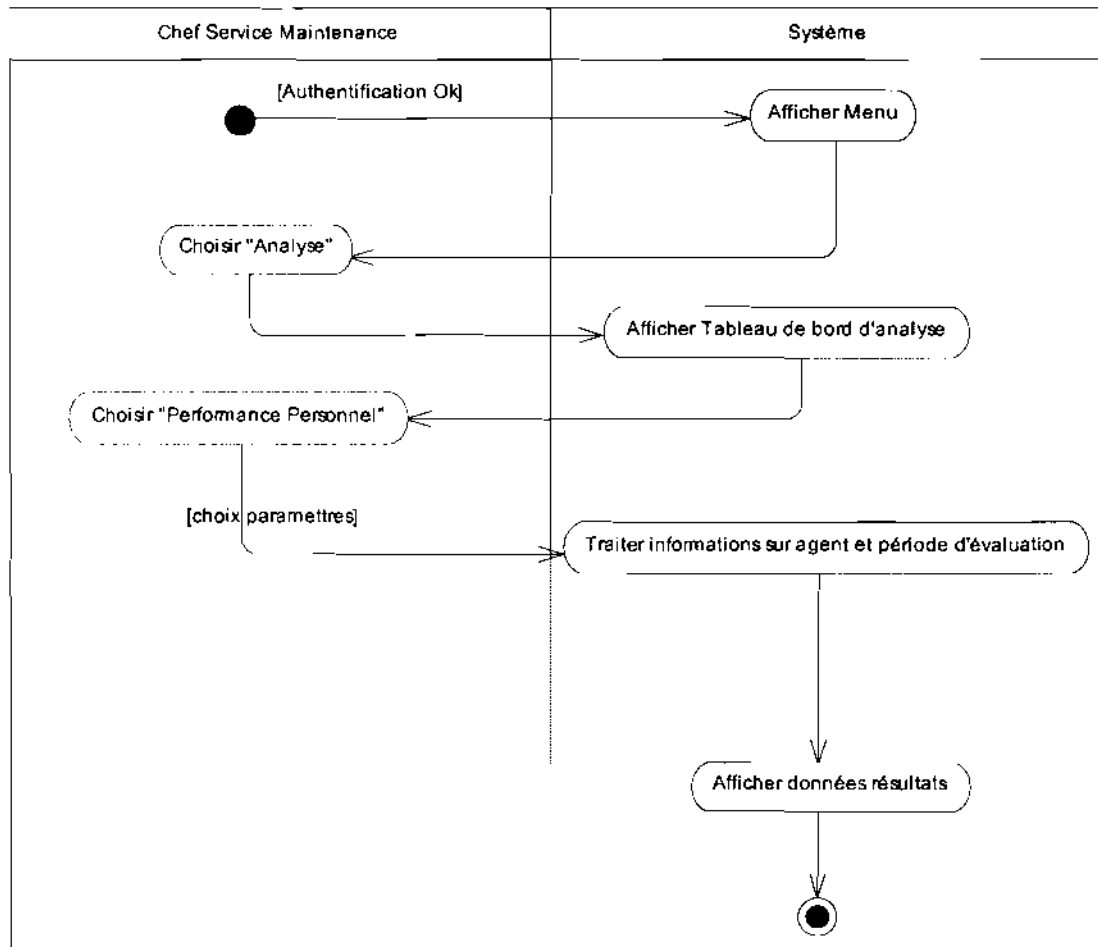 Chef Service Maintenance
Système
[Authentification Ok]
Afficher Menu
Choisir "Analyse"
Afficher Tableau de bord d'analyse
Choisir "Performance Personnel"
[choix paramettres]
Traiter informations sur agent et période d'évaluation
Afficher données résultats